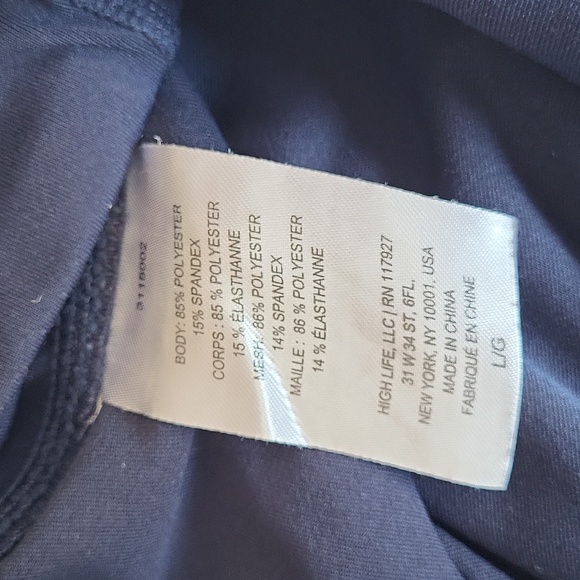 3118002
BODY: 85% POLYESTER
15% SPANDEX
CORPS : 85 % POLYESTER
15 % ÉLASTHANNE
MESH: 86% POLYESTER
14% SPANDEX
MAILLE : 86 % POLYESTER
14 % ÉLASTHANNE
HIGH LIFE, LLC | RN 117927
31 W 34 ST, 6FL,
NEW YORK, NY 10001, USA
MADE IN CHINA
FABRIQUÉ EN CHINE
L/G